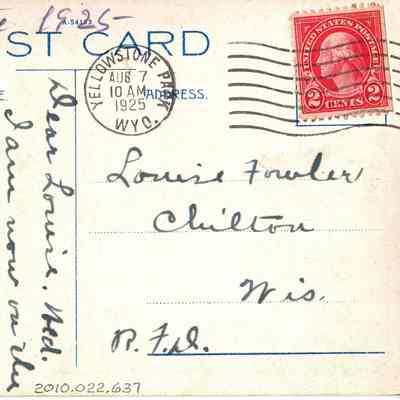 1925-
A-54193
ST CARD
YELLOWSTONE PARK
AUG 7
10 AM
1925
WYO.
UNITED STATES POSTAGE
2 CENTS 2
ADDRESS.
Louise Fowler
Chilton
Wis.
R.F.D.
Dear Louise. Wed.
I am now on the
2010.022.637